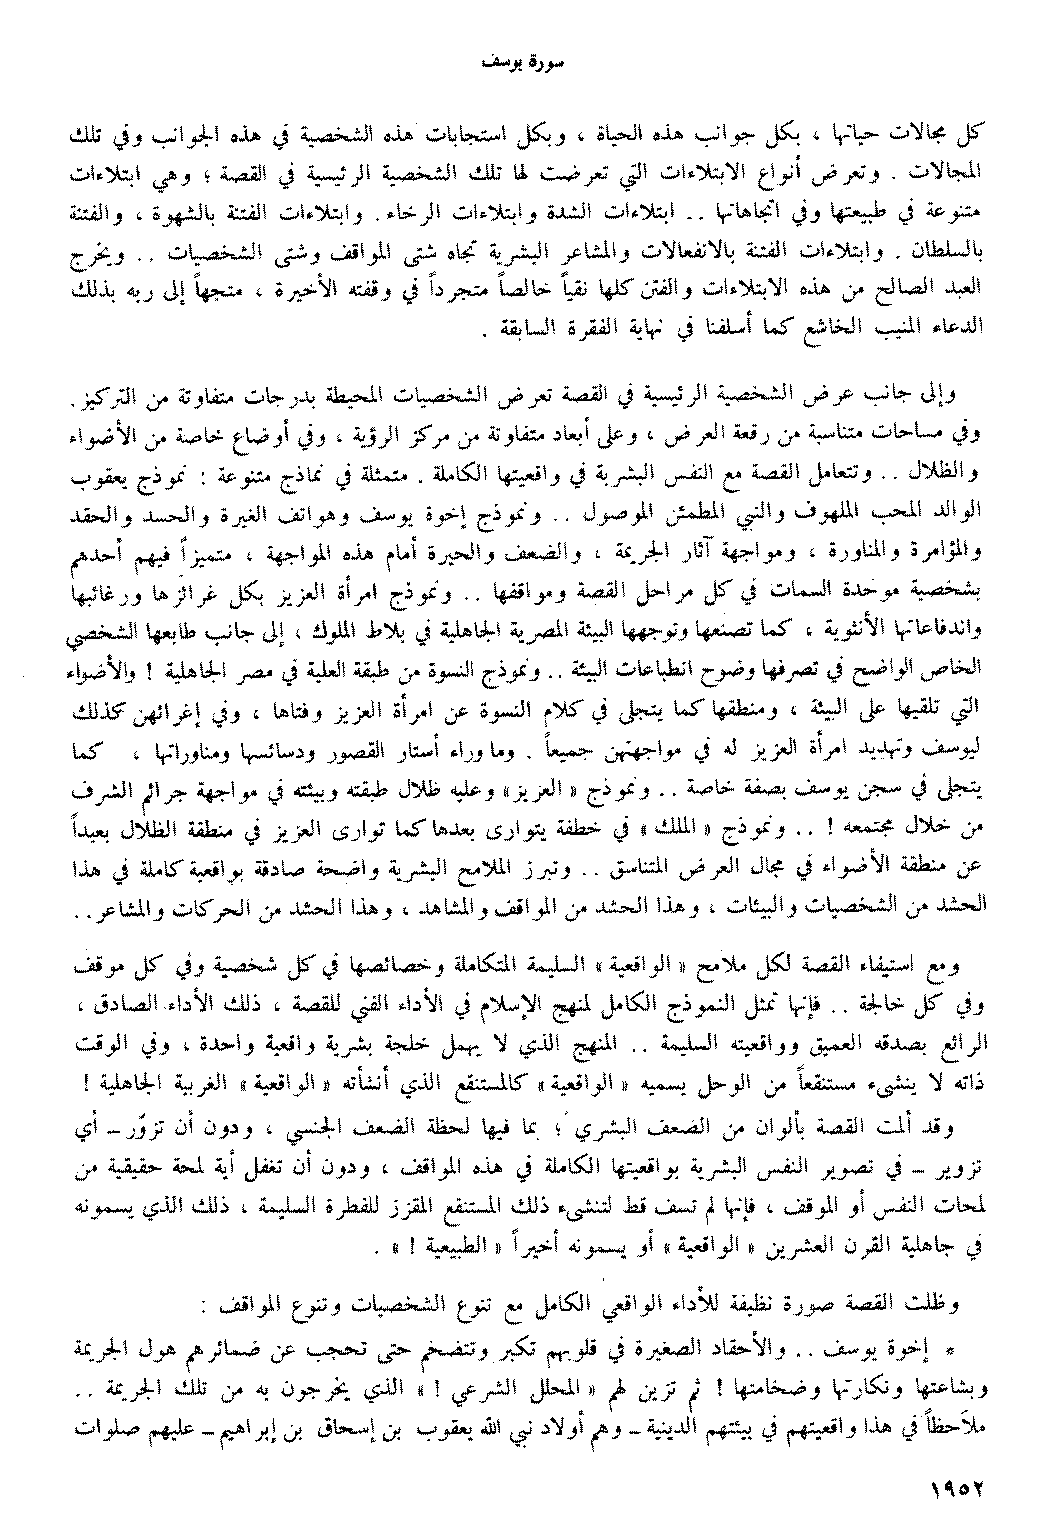 سورة يوسف
كل مجالات حياتها ، بكل جوانب هذه الحياة ، وبكل استجابات هذه الشخصية في هذه الجوانب وفي تلك
المجالات . وتعرض أنواع الابتلاءات التي تعرضت لها تلك الشخصية الرئيسية في القصة ؛ وهي ابتلاءات
متنوعة في طبيعتها وفي اتجاهاتها .. ابتلاءات الشدة وابتلاءات الرخاء. وابتلاءات الفتنة بالشهوة ، والفتنة
بالسلطان . وابتلاءات الفتنة بالانفعالات والمشاعر البشرية تجاه شتى المواقف وشتى الشخصيات .. ويخرج
العبد الصالح من هذه الابتلاءات والفتن كلها نقياً خالصاً متجرداً في وقفته الأخيرة ، متجهاً إلى ربه بذلك
الدعاء المنيب الخاشع كما أسلفنا في نهاية الفقرة السابقة .
وإلى جانب عرض الشخصية الرئيسية في القصة تعرض الشخصيات المحيطة بدرجات متفاوتة من التركيز.
وفي مساحات متناسبة من رقعة العرض ، وعلى أبعاد متفاوتة من مركز الرؤية ، وفي أوضاع خاصة من الأضواء
والظلال .. وتتعامل القصة مع النفس البشرية في واقعيتها الكاملة . متمثلة في نماذج متنوعة : نموذج يعقوب
الوالد المحب الملهوف والنبي المطمئن الموصول .. ونموذج إخوة يوسف وهواتف الغيرة والحسد والحقد
والمؤامرة والمناورة ، ومواجهة آثار الجريمة ، والضعف والحيرة أمام هذه المواجهة ، متميزاً فيهم أحدهم
بشخصية موحدة السمات في كل مراحل القصة ومواقفها .. ونموذج امرأة العزيز بكل غرائزها ورغائبها
واندفاعاتها الأنثوية ، كما تصنعها وتوجهها البيئة المصرية الجاهلية في بلاط الملوك ، إلى جانب طابعها الشخصي
الخاص الواضح في تصرفها وضوح انطباعات البيئة .. ونموذج النسوة من طبقة العلية في مصر الجاهلية ! والأضواء
التي تلقيها على البيئة ، ومنطقها كما يتجلى في كلام النسوة عن امرأة العزيز وفتاها ، وفي إغرائهن كذلك
ليوسف وتهديد امرأة العزيز له في مواجهتهن جميعاً . وما وراء أستار القصور ودسائسها ومناوراتها ، كما
يتجلى في سجن يوسف بصفة خاصة .. ونموذج « العزيز» وعليه ظلال طبقته وبيئته في مواجهة جرائم الشرف
من خلال مجتمعه ! .. ونموذج « الملك » في خطفة يتوارى بعدها كما توارى العزيز في منطقة الظلال بعيداً
عن منطقة الأضواء في مجال العرض المتناسق .. وتبرز الملامح البشرية واضحة صادقة بواقعية كاملة في هذا
الحشد من الشخصيات والبيئات ، وهذا الحشد من المواقف والمشاهد ، وهذا الحشد من الحركات والمشاعر..
ومع استيفاء القصة لكل ملامح « الواقعية» السليمة المتكاملة وخصائصها في كل شخصية وفي كل موقف
وفي كل خالجة .. فإنها تمثل النموذج الكامل لمنهج الإسلام في الأداء الفني للقصة ، ذلك الأداء الصادق ،
الرائع بصدقه العميق وواقعيته السليمة .. المنهج الذي لا يهمل خلجة بشرية واقعية واحدة ، وفي الوقت
ذاته لا ينشىء مستنقعاً من الوحل يسميه « الواقعية» كالمستنقع الذي أنشأته « الواقعية» الغربية الجاهلية !
وقد ألمت القصة بألوان من الضعف البشري ؛ بما فيها لحظة الضعف الجنسي ، ودون أن تزوّر- أي
تزوير - في تصوير النفس البشرية بواقعيتها الكاملة في هذه المواقف ، ودون أن تغفل أية لمحة حقيقية من
لمحات النفس أو الموقف ، فإنها لم تسف قط لتنشىء ذلك المستنقع المقزز للفطرة السليمة ، ذلك الذي يسمونه
في جاهلية القرن العشرين « الواقعية » أو يسمونه أخيراً « الطبيعية ! » .
وظلت القصة صورة نظيفة للأداء الواقعي الكامل مع تنوع الشخصيات وتنوع المواقف :
* إخوة يوسف .. والأحقاد الصغيرة في قلوبهم تكبر وتتضخم حتى تحجب عن ضمائرهم هول الجريمة
وبشاعتها ونكارتها وضخامتها ! ثم تزين لهم « المحلل الشرعي ! » الذي يخرجون به من تلك الجريمة ..
ملاحظاً في هذا واقعيتهم في بيئتهم الدينية - وهم أولاد نبي الله يعقوب بن إسحاق بن إبراهيم - عليهم صلوات
١٩٥٢